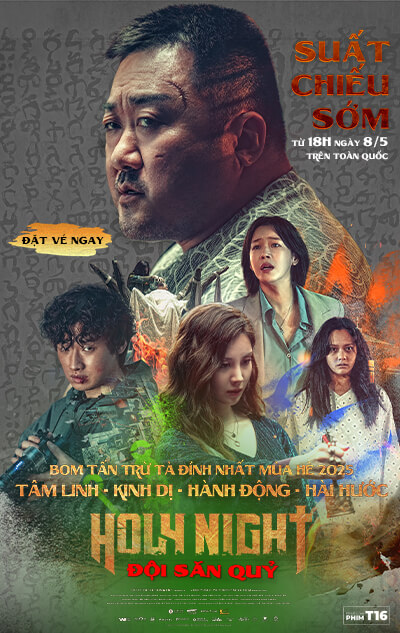 SUẤT
CHIẾU
SỚM
TỪ 18H NGÀY 8/5
TRÊN TOÀN QUỐC
ĐẶT VÉ NGAY
BOM TẤN TRỪ TÀ ĐỈNH NHẤT MÙA HÈ 2025
TÂM LINH - KINH DỊ - HÀNH ĐỘNG - HÀI HƯỚC
HOLY NIGHT
ĐỘI SĂN QUỶ
PHIM T16